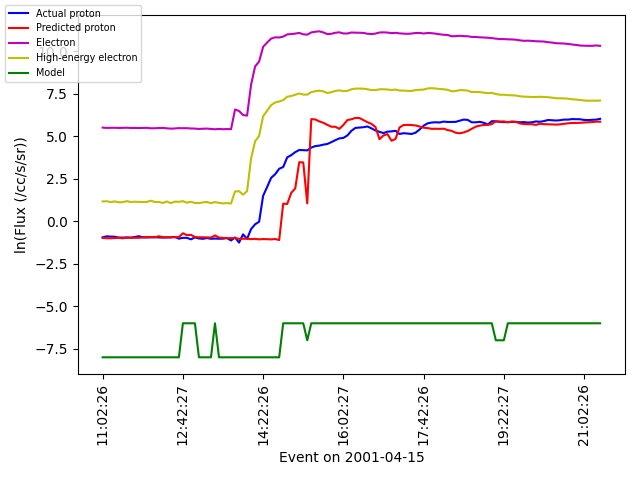 Actual proton
Predicted proton
Electron
High-energy electron
Model
10.0
7.5
5.0
2.5
0.0
−2.5
−5.0
−7.5
ln(Flux (/cc/s/sr))
11:02:26
12:42:27
14:22:26
16:02:27
17:42:26
19:22:27
21:02:26
Event on 2001-04-15